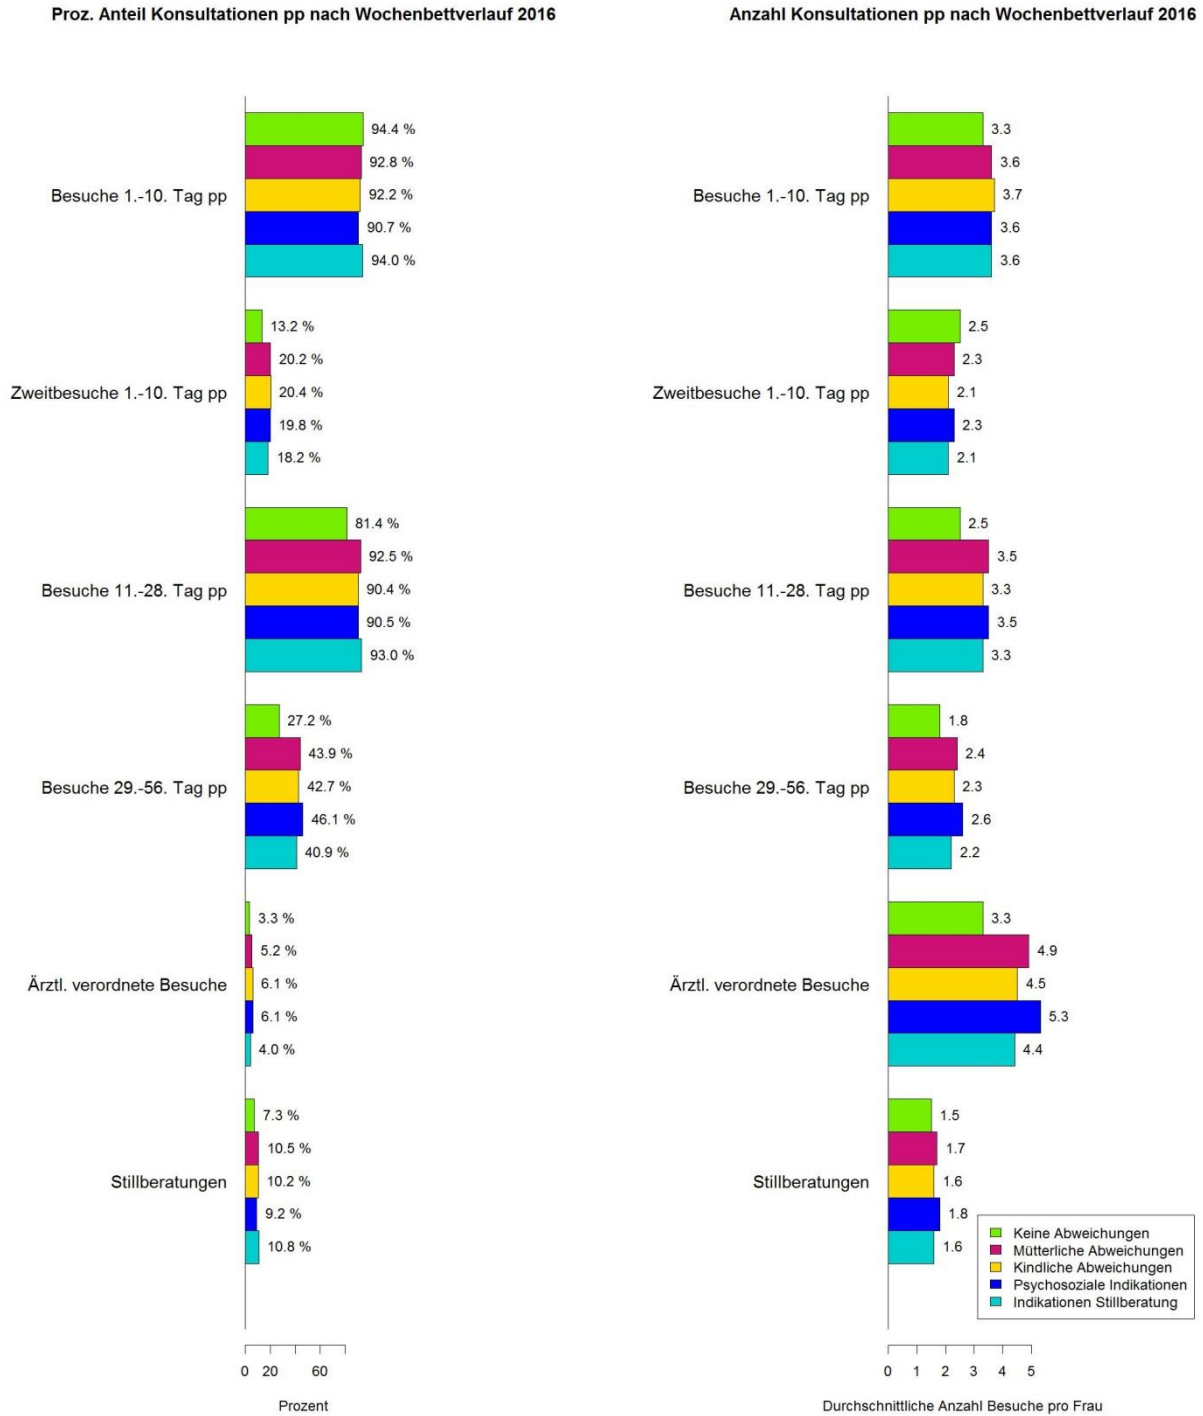 Proz. Anteil Konsultationen pp nach Wochenbettverlauf 2016
Besuche 1.-10. Tag pp
94.4 %
92.8 %
92.2 %
90.7 %
94.0 %
Zweitbesuche 1.-10. Tag pp
13.2 %
20.2 %
20.4 %
19.8 %
18.2 %
Besuche 11.-28. Tag pp
81.4 %
92.5 %
90.4 %
90.5 %
93.0 %
Besuche 29.-56. Tag pp
27.2 %
43.9 %
42.7 %
46.1 %
40.9 %
Ärztl. verordnete Besuche
3.3 %
5.2 %
6.1 %
6.1 %
4.0 %
Stillberatungen
7.3 %
10.5 %
10.2 %
9.2 %
10.8 %
0 20 60
Prozent
Anzahl Konsultationen pp nach Wochenbettverlauf 2016
Besuche 1.-10. Tag pp
3.3
3.6
3.7
3.6
3.6
Zweitbesuche 1.-10. Tag pp
2.5
2.3
2.1
2.3
2.1
Besuche 11.-28. Tag pp
2.5
3.5
3.3
3.5
3.3
Besuche 29.-56. Tag pp
1.8
2.4
2.3
2.6
2.2
Ärztl. verordnete Besuche
3.3
4.9
4.5
5.3
4.4
Stillberatungen
1.5
1.7
1.6
1.8
1.6
Keine Abweichungen
Mütterliche Abweichungen
Kindliche Abweichungen
Psychosoziale Indikationen
Indikationen Stillberatung
0 1 2 3 4 5
Durchschnittliche Anzahl Besuche pro Frau